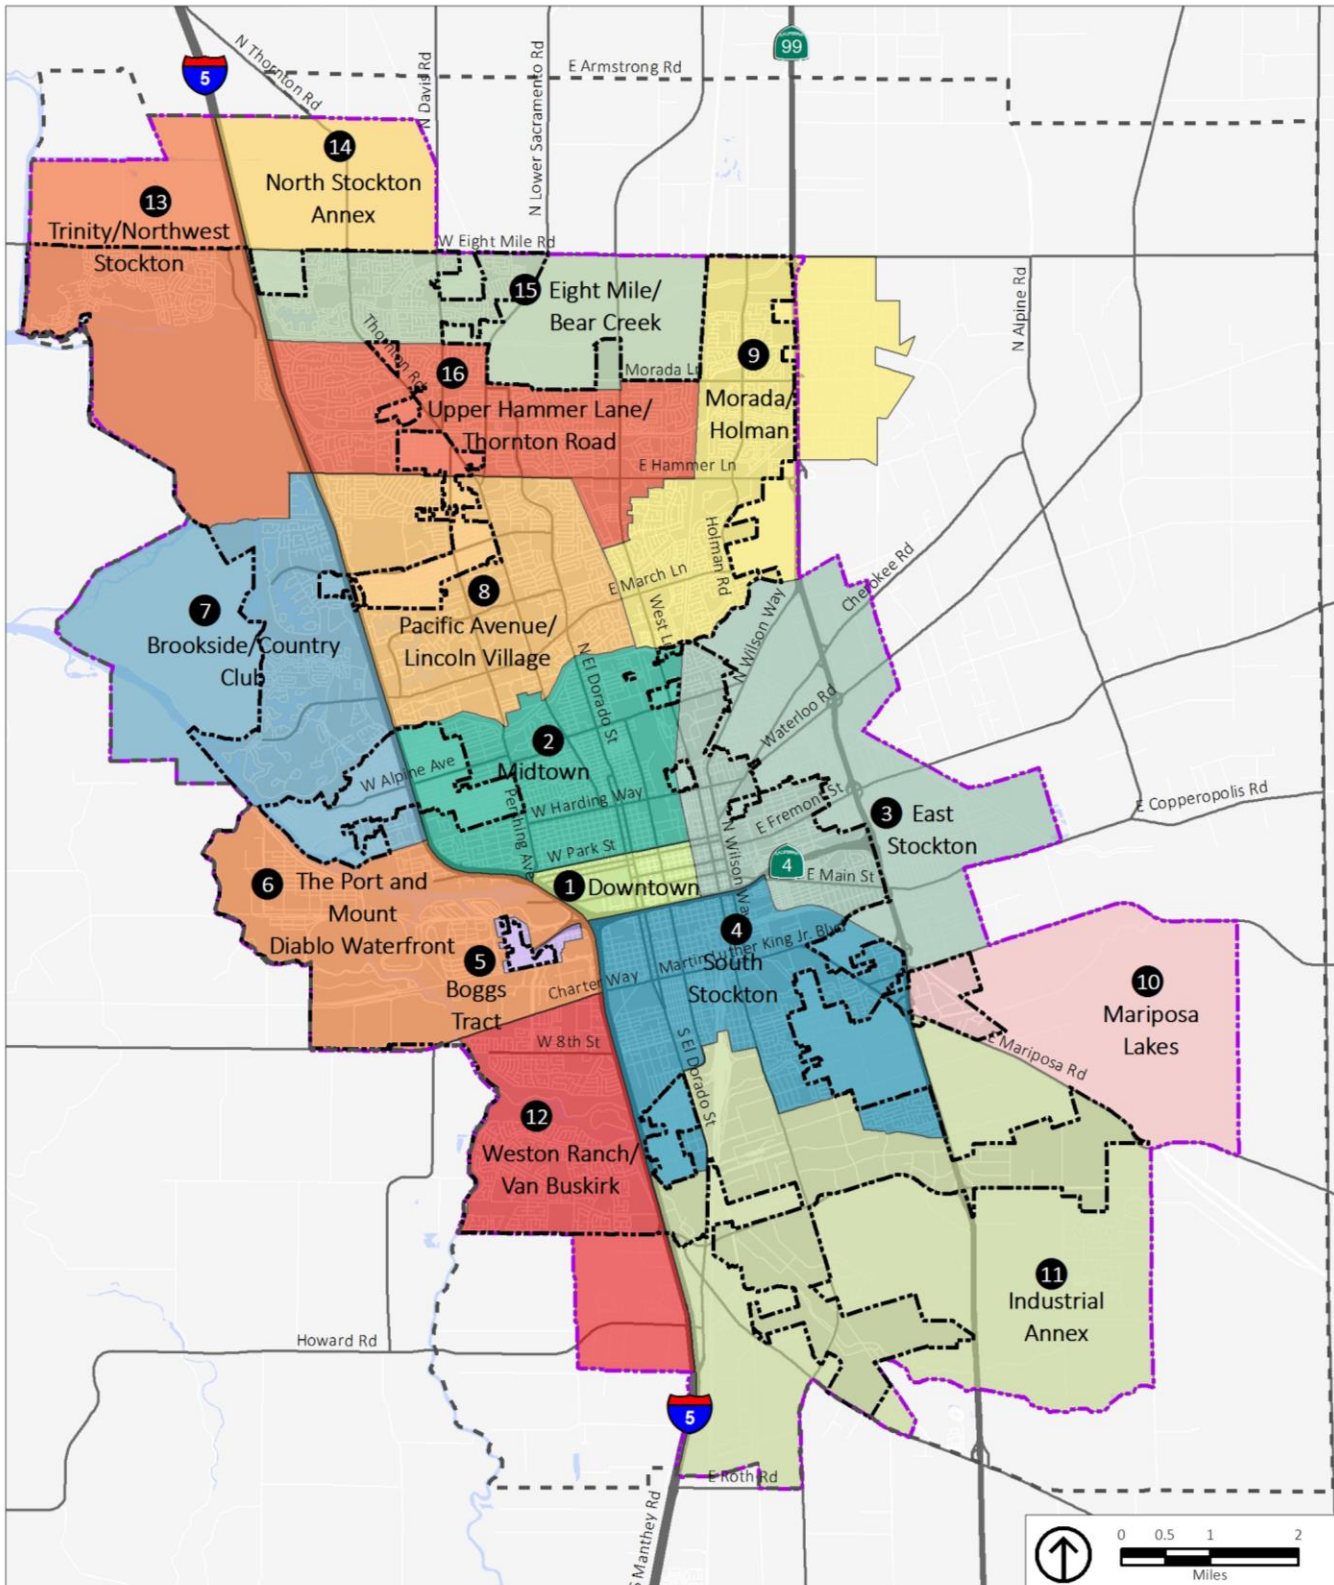 99
N Thornton Rd
5
N Davis Rd
N Lower Sacramento Rd
E Armstrong Rd
14
North Stockton
Annex
13
Trinity/Northwest
Stockton
W Eight Mile Rd
15 Eight Mile/
Bear Creek
N Alpine Rd
Thornton Rd
16
Upper Hammer Lane/
Thornton Road
Morada Ln
9
Morada/
Holman
E Hammer Ln
Holman Rd
E March Ln
West Ln
Cherokee Rd
N Wilson Way
8
Pacific Avenue/
Lincoln Village
7
Brookside/Country
Club
N El Dorado St
Waterloo Rd
2
Midtown
W Alpine Ave
W Harding Way
Pershing Ave
E Fremont St
E Copperopolis Rd
3 East
Stockton
W Park St
N Wilson Way
4
E Main St
1 Downtown
6 The Port and
Mount
Diablo Waterfront
5
Boggs
Tract
4
South
Stockton
Martin Luther King Jr. Blvd
Charter Way
10
Mariposa
Lakes
E Mariposa Rd
W 8th St
S El Dorado St
12
Weston Ranch/
Van Buskirk
11
Industrial
Annex
Howard Rd
5
E Roth Rd
S Manthey Rd
0 0.5 1 2
Miles